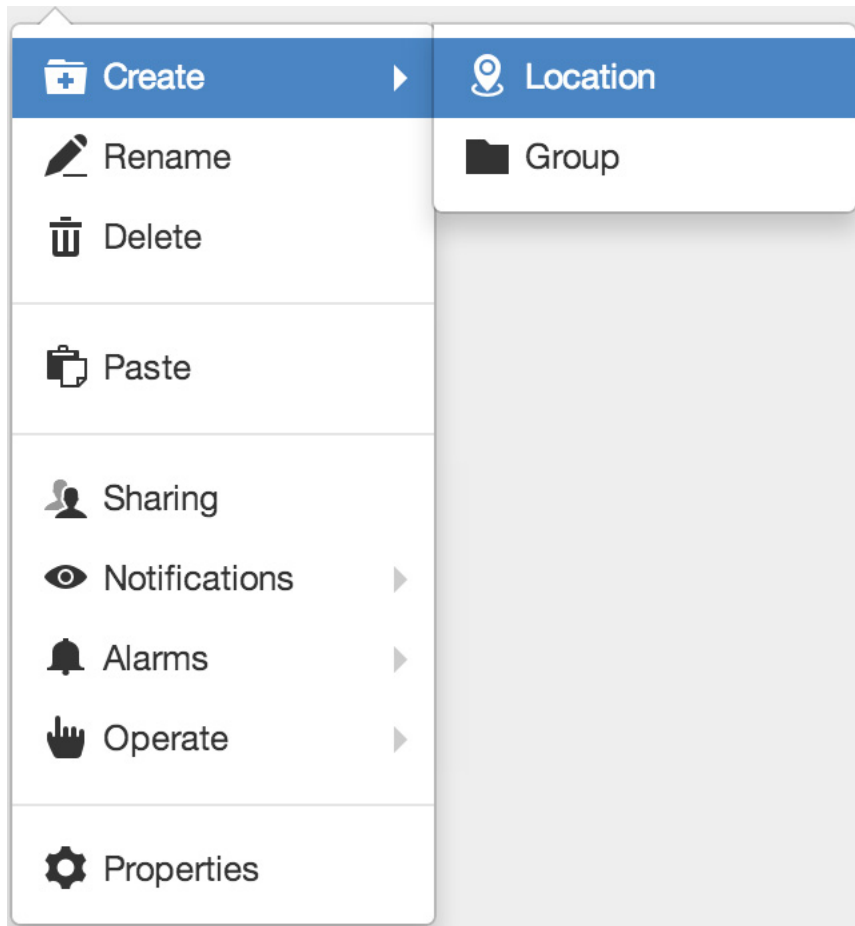 Create
Location
Rename
Group
Delete
Paste
Sharing
Notifications
Alarms
Operate
Properties